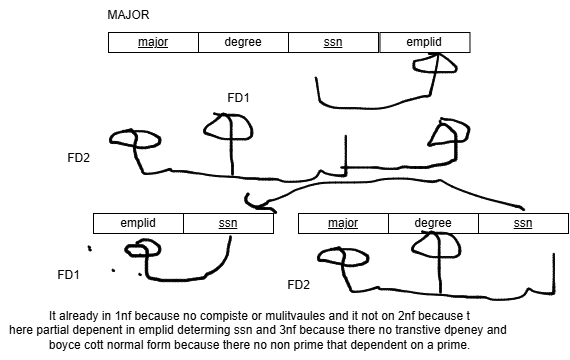 MAJOR
major degree ssn emplid
FD1
FD2
emplid ssn major degree ssn
FD1
FD2
It already in 1nf because no compiste or mulitvaules and it not on 2nf because t
here partial depenent in emplid determing ssn and 3nf because there no transtive dpeney and
boyce cott normal form because there no non prime that dependent on a prime.